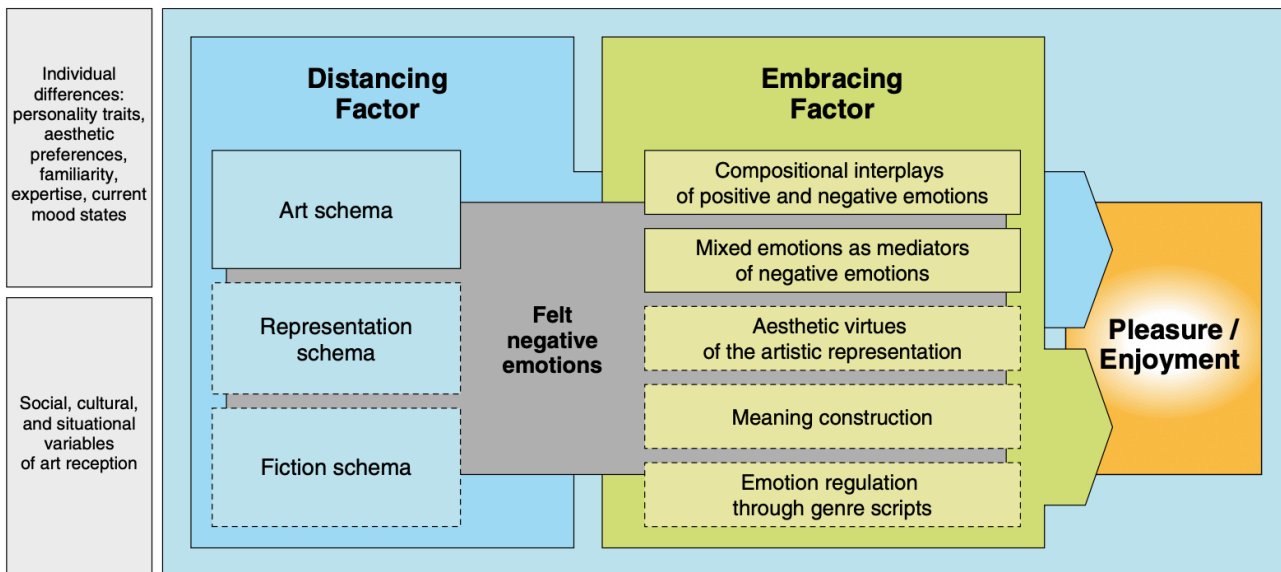 Individual
differences:
personality traits,
aesthetic
preferences,
familiarity,
expertise, current
mood states
Social, cultural,
and situational
variables
of art reception
Distancing
Factor
Art schema
Representation
schema
Fiction schema
Felt
negative
emotions
Embracing
Factor
Compositional interplays
of positive and negative emotions
Mixed emotions as mediators
of negative emotions
Aesthetic virtues
of the artistic representation
Meaning construction
Emotion regulation
through genre scripts
Pleasure /
Enjoyment